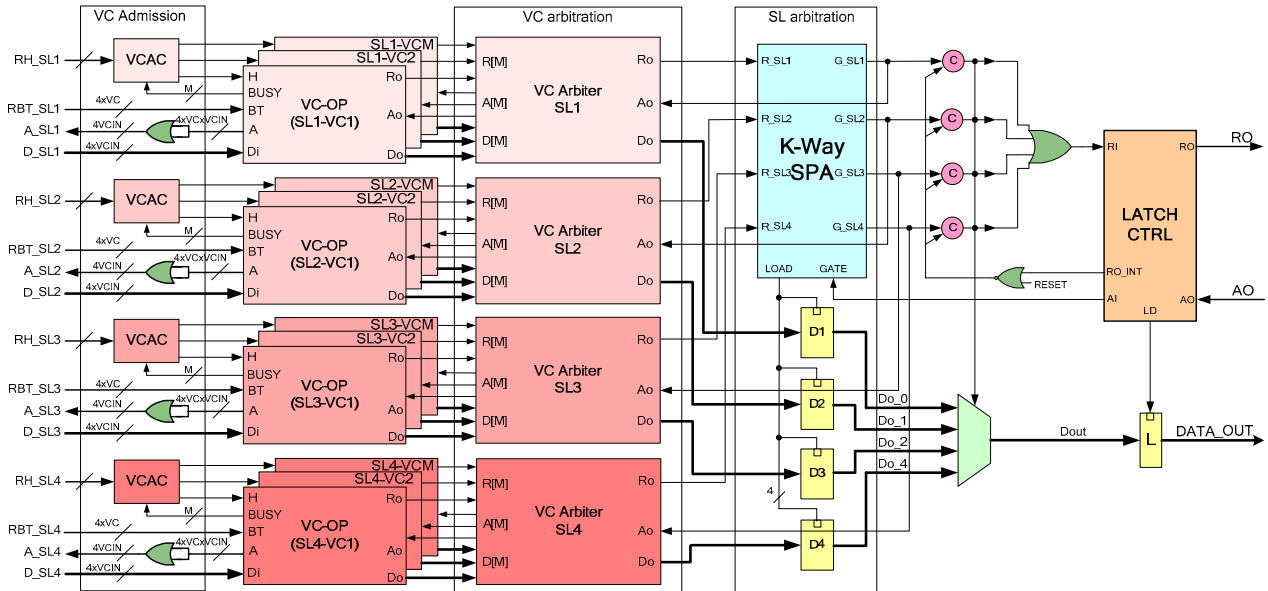 VC Admission
VC arbitration
SL arbitration
RH_SL1
VCAC
SL1-VCM
SL1-VC2
H
Ro
BUSY
M
VC-OP
(SL1-VC1)
RBT_SL1
4xVC
BT
A_SL1
4VCIN
4xVCxVCIN
A
Ao
D_SL1
4xVCIN
Di
Do
R[M]
A[M]
D[M]
VC Arbiter
SL1
Ro
Ao
Do
RH_SL2
VCAC
SL2-VCM
SL2-VC2
H
Ro
BUSY
M
VC-OP
(SL2-VC1)
RBT_SL2
4xVC
BT
A_SL2
4VCIN
4xVCxVCIN
A
Ao
D_SL2
4xVCIN
Di
Do
R[M]
A[M]
D[M]
VC Arbiter
SL2
Ro
Ao
Do
RH_SL3
VCAC
SL3-VCM
SL3-VC2
H
Ro
BUSY
M
VC-OP
(SL3-VC1)
RBT_SL3
4xVC
BT
A_SL3
4VCIN
4xVCxVCIN
A
Ao
D_SL3
4xVCIN
Di
Do
R[M]
A[M]
D[M]
VC Arbiter
SL3
Ro
Ao
Do
RH_SL4
VCAC
SL4-VCM
SL4-VC2
H
Ro
BUSY
M
VC-OP
(SL4-VC1)
RBT_SL4
4xVC
BT
A_SL4
4VCIN
4xVCxVCIN
A
Ao
D_SL4
4xVCIN
Di
Do
R[M]
A[M]
D[M]
VC Arbiter
SL4
Ro
Ao
Do
R_SL1
G_SL1
R_SL2
G_SL2
K-Way
SPA
R_SL3
G_SL3
R_SL4
G_SL4
LOAD
GATE
C
C
C
C
RESET
RI
RO
LATCH
CTRL
RO_INT
AI
AO
LD
RO
AO
D1
D2
D3
D4
4
Do_0
Do_1
Do_2
Do_4
Dout
L
DATA_OUT